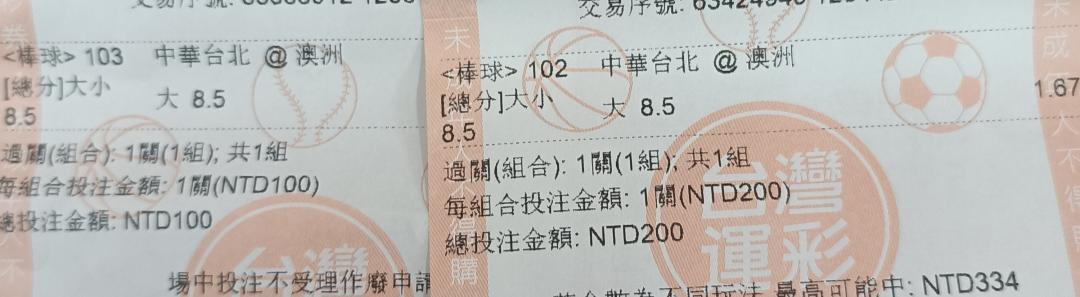 <棒球> 103 中華台北 @ 澳洲
[總分]大小 大 8.5
8.5
過關(組合): 1關(1組); 共1組
每組合投注金額: 1關(NTD100)
總投注金額: NTD100
場中投注不受理作廢申請
交易序號:
<棒球> 102 中華台北 @ 澳洲
[總分]大小 大 8.5 1.67
8.5
過關(組合): 1關(1組); 共1組
每組合投注金額: 1關(NTD200)
總投注金額: NTD200
最高可能中: NTD334
台灣
運彩